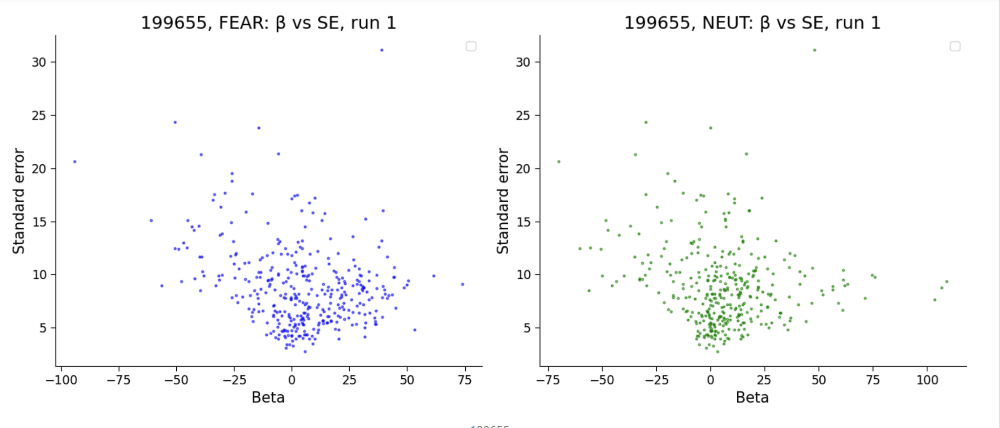 199655, FEAR: β vs SE, run 1
30
25
20
15
10
5
Standard error
−100 −75 −50 −25 0 25 50 75
Beta
199655, NEUT: β vs SE, run 1
30
25
20
15
10
5
Standard error
−75 −50 −25 0 25 50 75 100
Beta